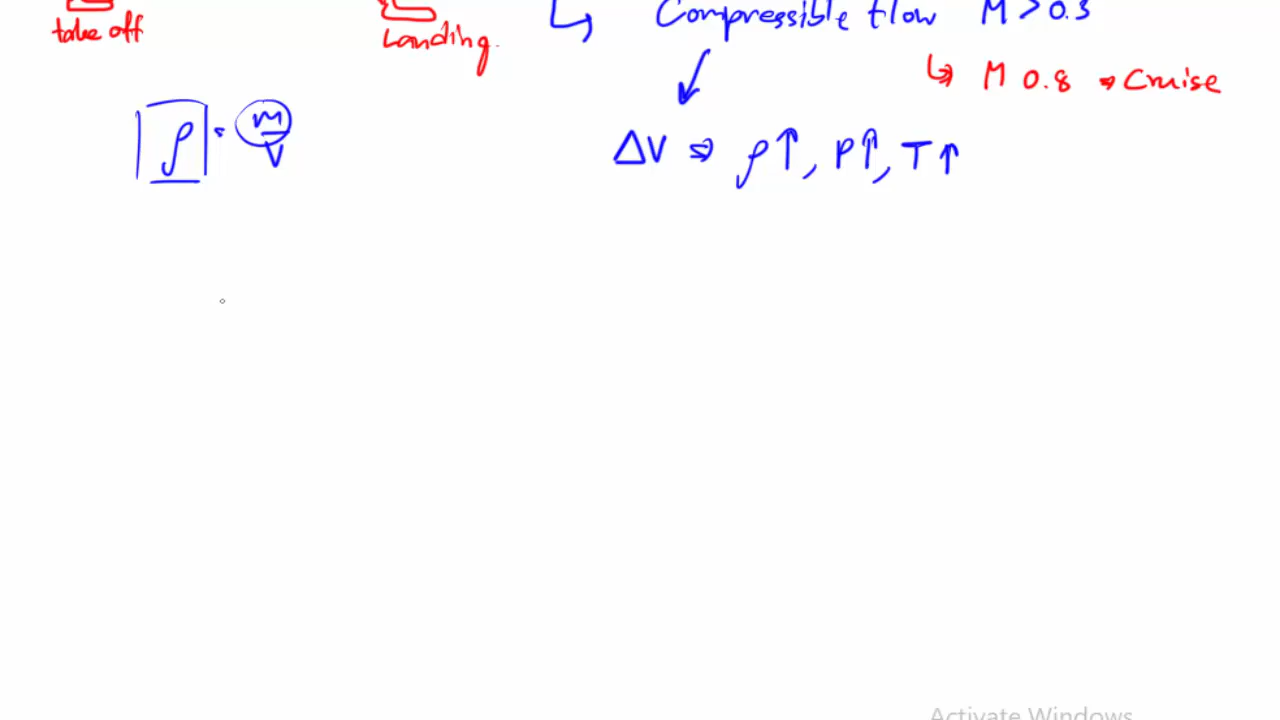 Compressible flow M > 0.3
take off
Landing.
↳ M 0.8 → Cruise
ρ = m/V
ΔV ⇒ ρ↑, P↑, T↑
Activate Windows